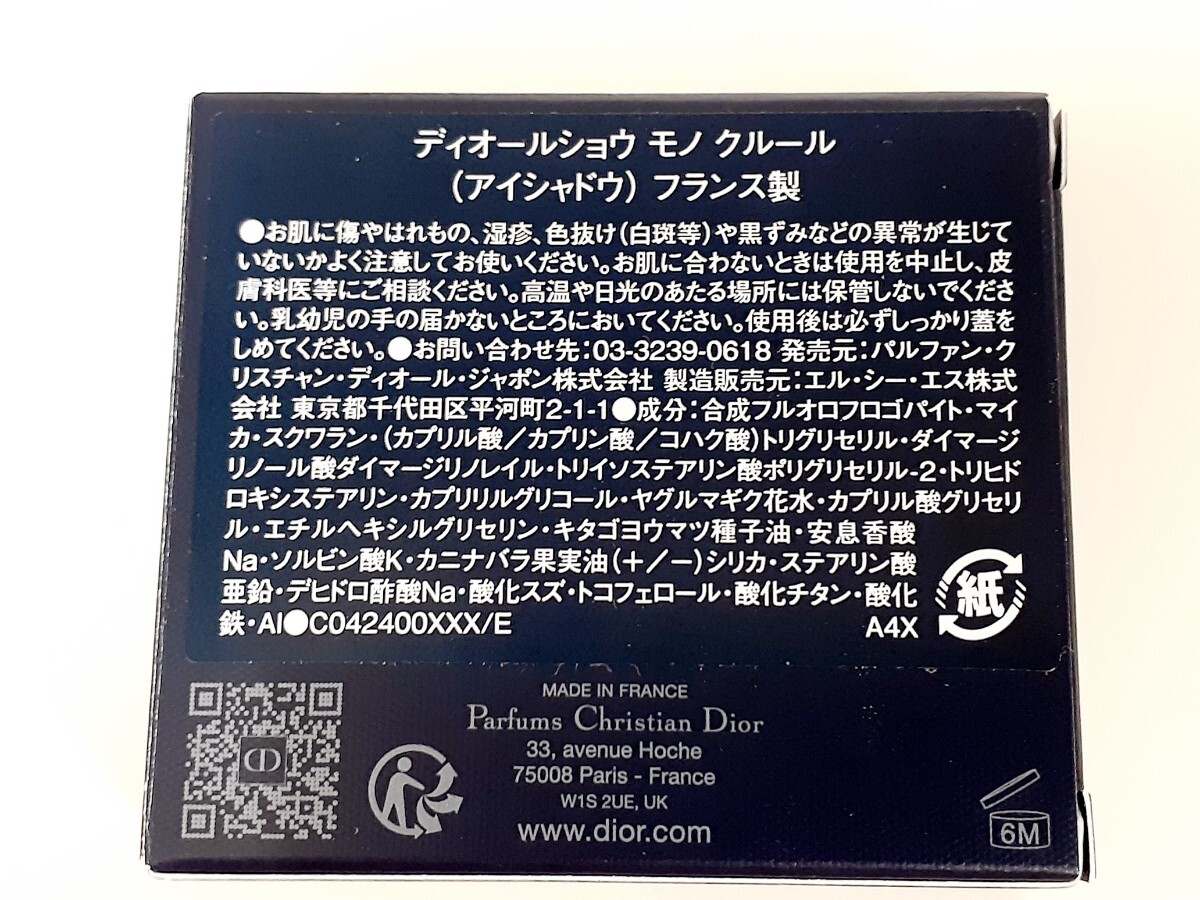 ディオールショウ モノ クルール
(アイシャドウ) フランス製
●お肌に傷やはれもの、湿疹、色抜け(白斑等)や黒ずみなどの異常が生じて
いないかよく注意してお使いください。お肌に合わないときは使用を中止し、皮
膚科医等にご相談ください。高温や日光のあたる場所には保管しないでくださ
い。乳幼児の手の届かないところにおいてください。使用後は必ずしっかり蓋を
しめてください。●お問い合わせ先:03-3239-0618 発売元:パルファン・ク
リスチャン・ディオール・ジャポン株式会社 製造販売元:エル・シー・エス株式
会社 東京都千代田区平河町2-1-1●成分:合成フルオロフロゴパイト・マイ
カ・スクワラン・(カプリル酸/カプリン酸/コハク酸)トリグリセリル・ダイマージ
リノール酸ダイマージリノレイル・トリイソステアリン酸ポリグリセリル-2・トリヒド
ロキシステアリン・カプリリルグリコール・ヤグルマギク花水・カプリル酸グリセリ
ル・エチルヘキシルグリセリン・キタゴヨウマツ種子油・安息香酸
Na・ソルビン酸K・カニナバラ果実油(+/-)シリカ・ステアリン酸
亜鉛・デヒドロ酢酸Na・酸化スズ・トコフェロール・酸化チタン・酸化
鉄・Al●C042400XXX/E
A4X
紙
MADE IN FRANCE
Parfums Christian Dior
33, avenue Hoche
75008 Paris - France
W1S 2UE, UK
www.dior.com
CD
6M